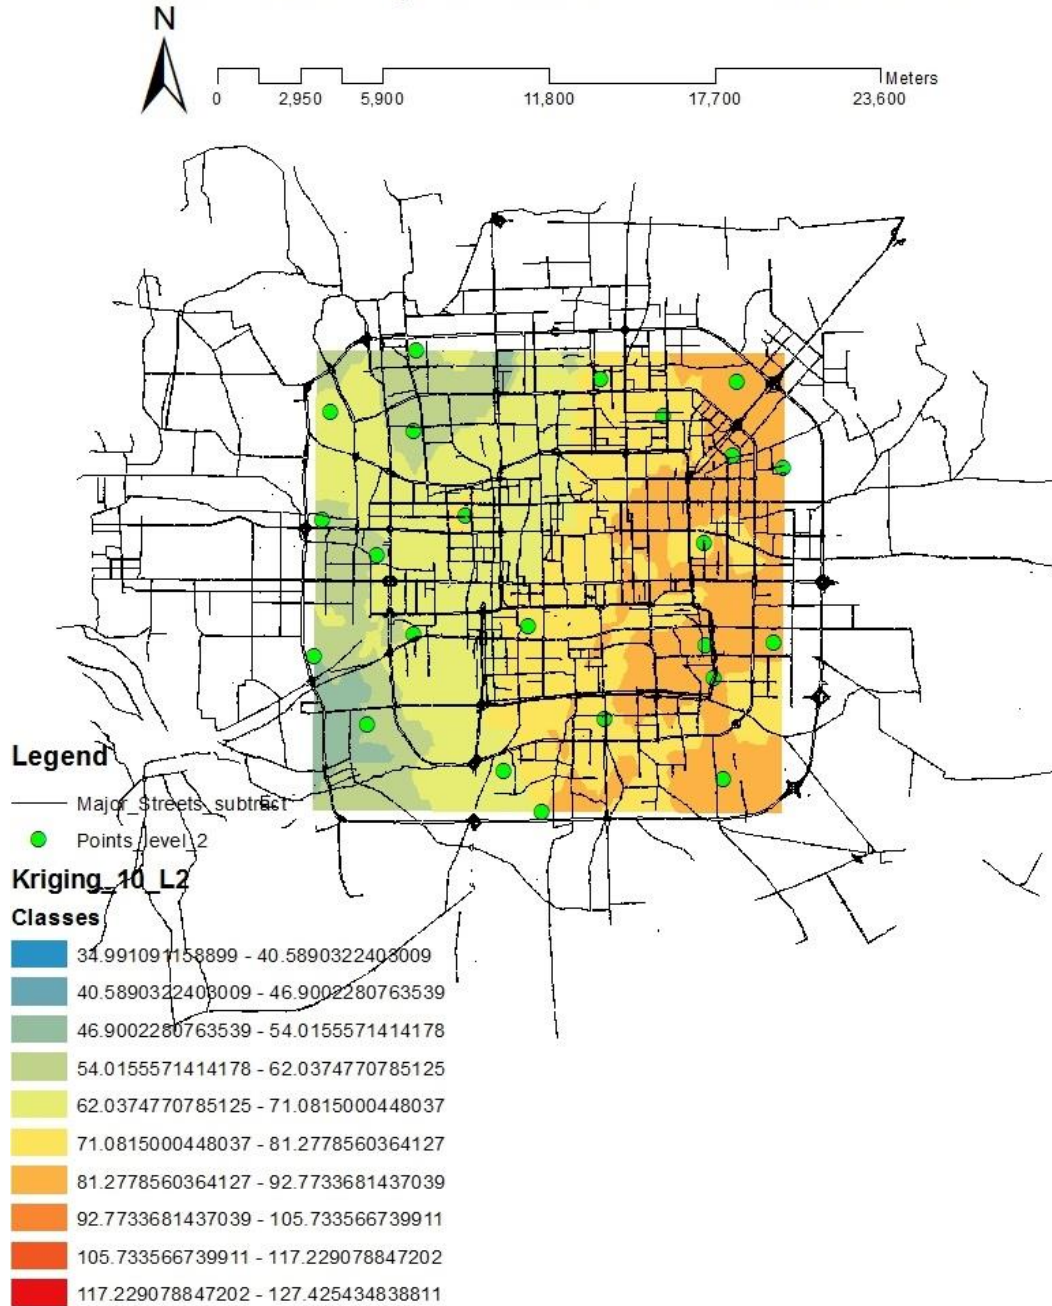 N
Meters
0 2,950 5,900 11,800 17,700 23,600
Legend
Major_Streets_subtract
Points_level_2
Kriging_10_L2
Classes
34.991091158899 - 40.5890322403009
40.5890322403009 - 46.9002280763539
46.9002280763539 - 54.0155571414178
54.0155571414178 - 62.0374770785125
62.0374770785125 - 71.0815000448037
71.0815000448037 - 81.2778560364127
81.2778560364127 - 92.7733681437039
92.7733681437039 - 105.733566739911
105.733566739911 - 117.229078847202
117.229078847202 - 127.425434838811